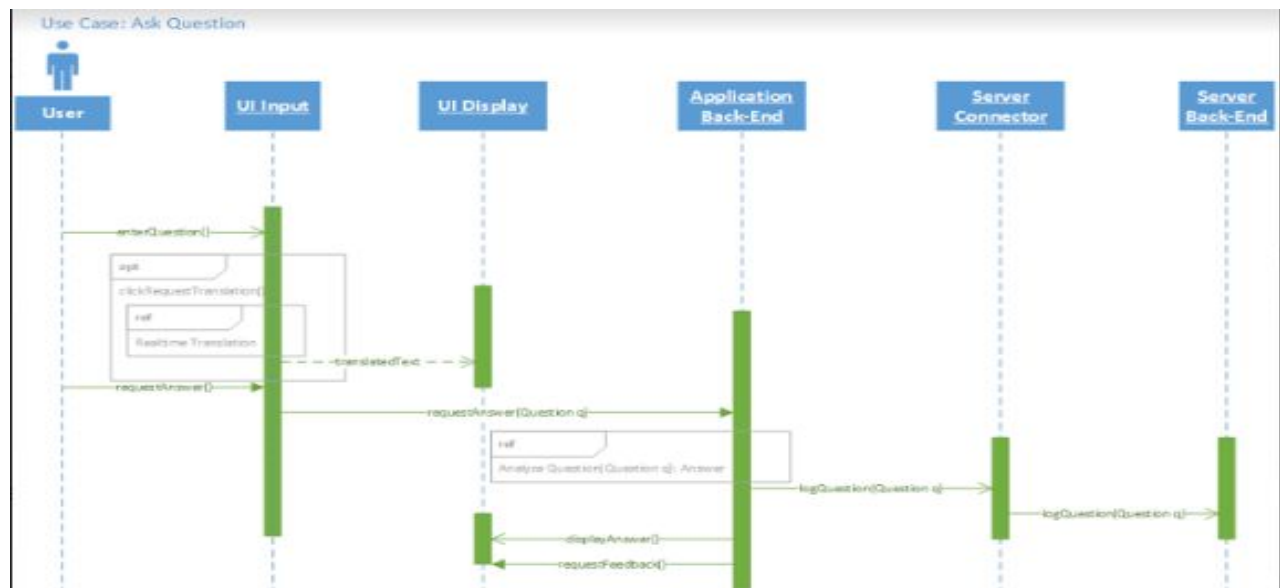 Use Case: Ask Question
User
UI Input
UI Display
Application
Back-End
Server
Connector
Server
Back-End
enterQuestion()
opt
clickRequestTranslation()
ref
Realtime Translation
translatedText
requestAnswer()
requestAnswer(Question q)
ref
Analyze Question(Question q): Answer
logQuestion(Question q)
logQuestion(Question q)
displayAnswer()
requestFeedback()